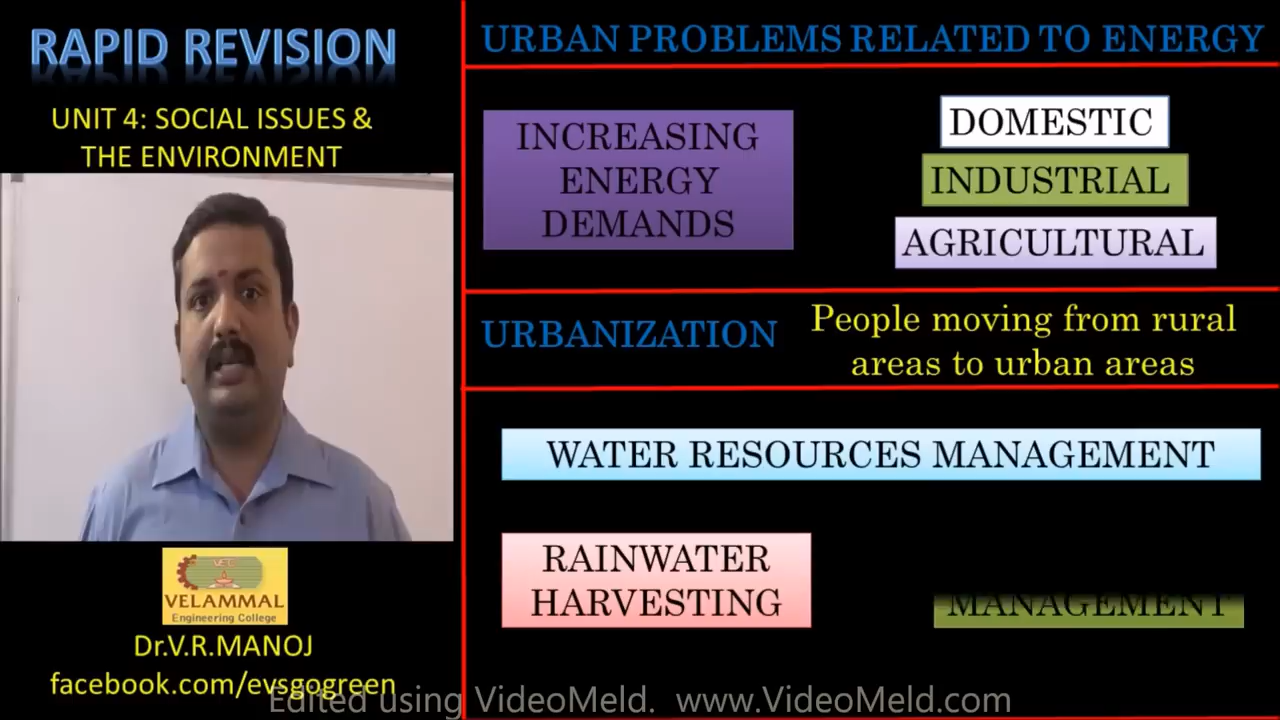 RAPID REVISION
UNIT 4: SOCIAL ISSUES &
THE ENVIRONMENT
VEC
VELAMMAL
Engineering College
Dr.V.R.MANOJ
facebook.com/evsgogreen
URBAN PROBLEMS RELATED TO ENERGY
INCREASING
ENERGY
DEMANDS
DOMESTIC
INDUSTRIAL
AGRICULTURAL
URBANIZATION
People moving from rural
areas to urban areas
WATER RESOURCES MANAGEMENT
RAINWATER
HARVESTING
MANAGEMENT
Edited using VideoMeld. www.VideoMeld.com